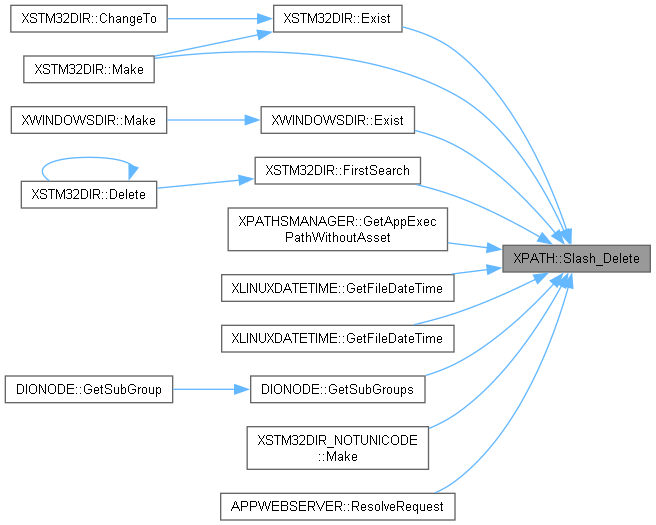 XSTM32DIR::ChangeTo
XSTM32DIR::Exist
XSTM32DIR::Make
XWINDOWSDIR::Make
XWINDOWSDIR::Exist
XSTM32DIR::FirstSearch
XSTM32DIR::Delete
XPATHSMANAGER::GetAppExec
PathWithoutAsset
XPATH::Slash_Delete
XLINUXDATETIME::GetFileDateTime
XLINUXDATETIME::GetFileDateTime
DIONODE::GetSubGroup
DIONODE::GetSubGroups
XSTM32DIR_NOTUNICODE
::Make
APPWEBSERVER::ResolveRequest